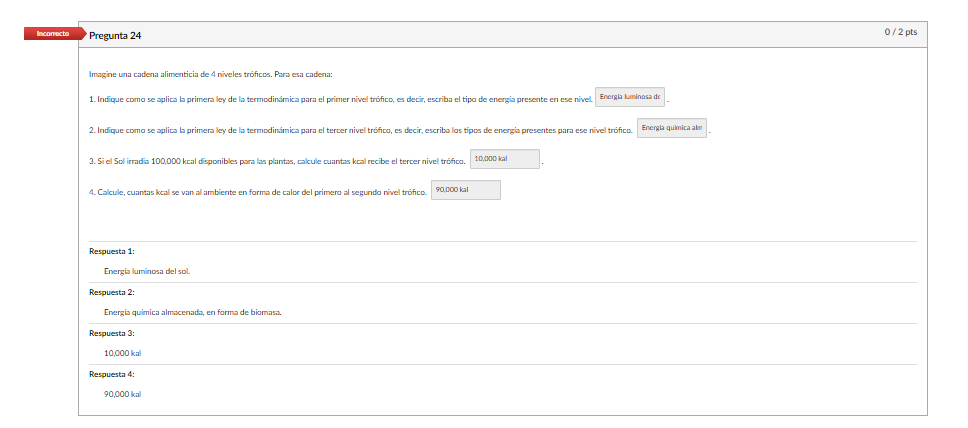 Incorrecto
Pregunta 24
0 / 2 pts
Imagine una cadena alimenticia de 4 niveles tróficos. Para esa cadena:
1. Indique como se aplica la primera ley de la termodinámica para el primer nivel trófico, es decir, escriba el tipo de energía presente en ese nivel. Energía luminosa de .
2. Indique como se aplica la primera ley de la termodinámica para el tercer nivel trófico, es decir, escriba los tipos de energía presentes para ese nivel trófico. Energía química alm .
3. Si el Sol irradia 100,000 kcal disponibles para las plantas, calcule cuantas kcal recibe el tercer nivel trófico. 10,000 kal .
4. Calcule, cuantas kcal se van al ambiente en forma de calor del primero al segundo nivel trófico. 90,000 kal
Respuesta 1:
Energía luminosa del sol.
Respuesta 2:
Energía química almacenada, en forma de biomasa.
Respuesta 3:
10,000 kal
Respuesta 4:
90,000 kal